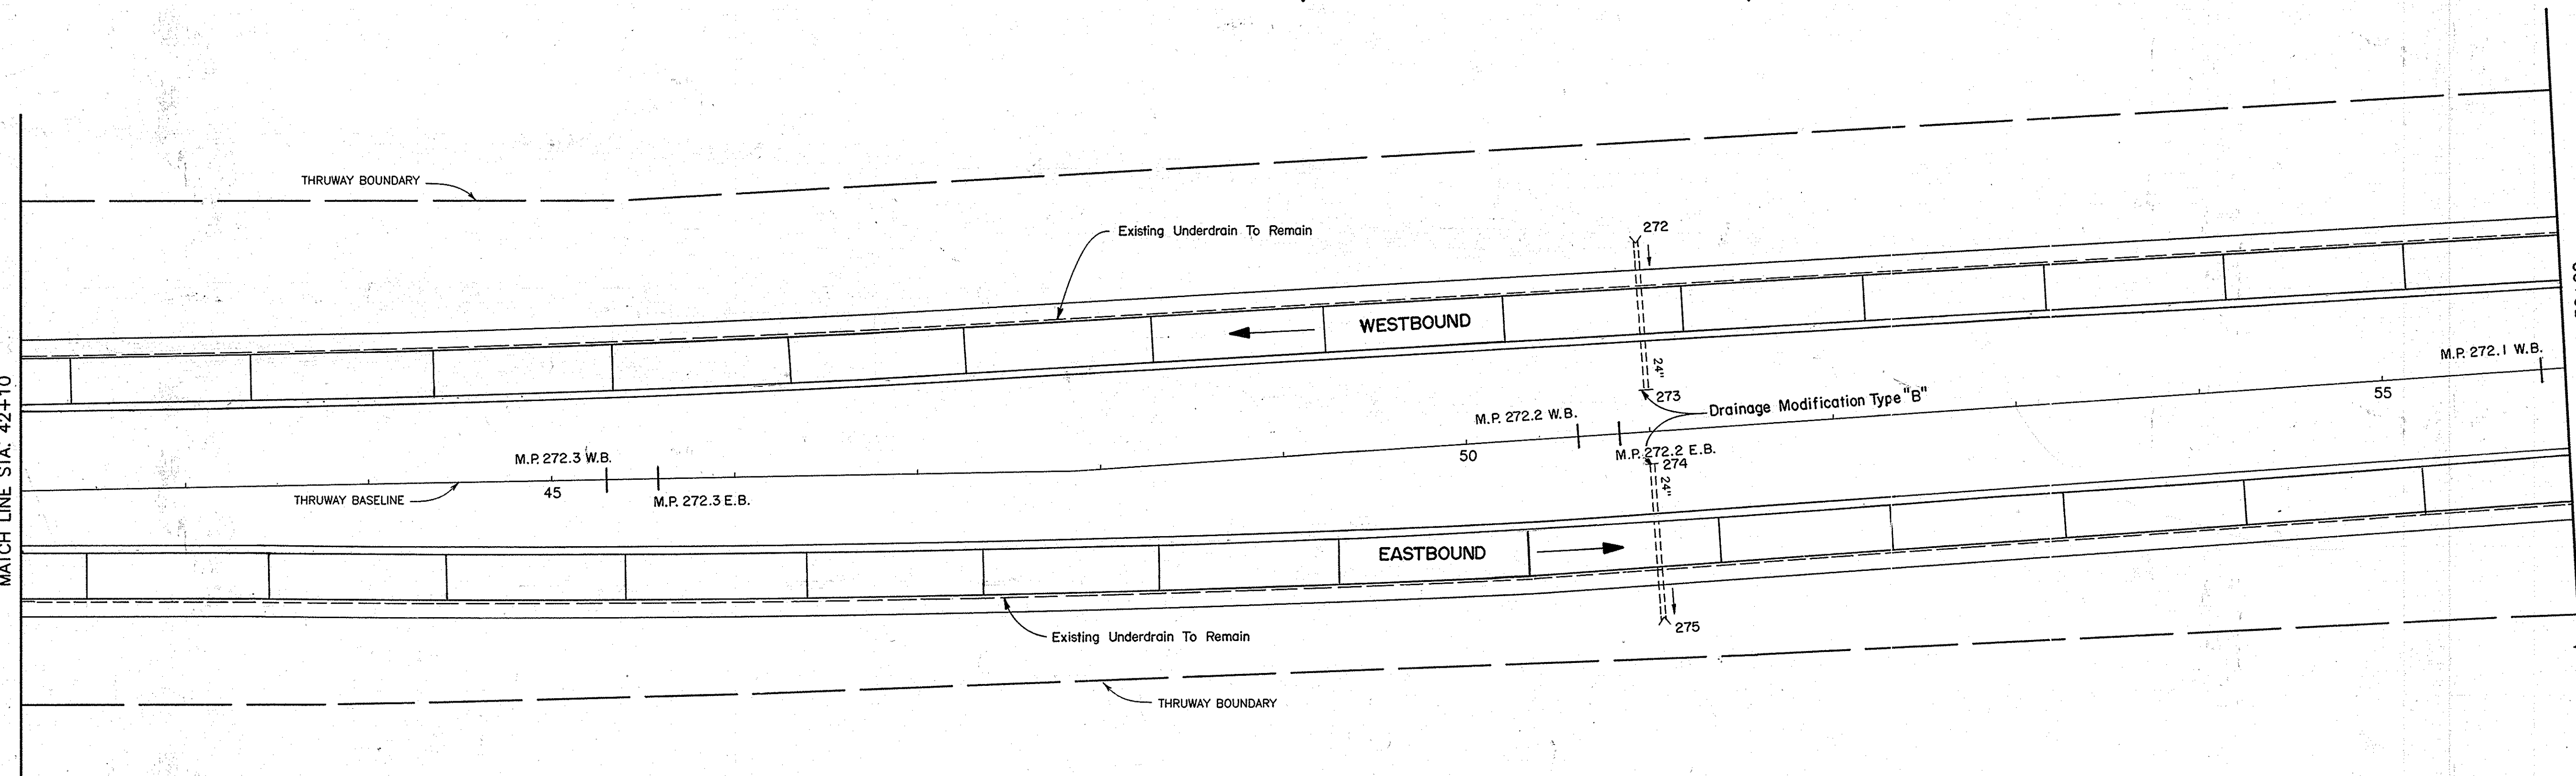 THRUWAY BOUNDARY
Existing Underdrain To Remain
272
WESTBOUND
24"
273
Drainage Modification Type "B"
M.P. 272.1 W.B.
55
M.P. 272.2 W.B.
50
M.P. 272.2 E.B.
274
24"
M.P. 272.3 W.B.
45
M.P. 272.3 E.B.
THRUWAY BASELINE
MATCH LINE STA. 42+10
EASTBOUND
275
Existing Underdrain To Remain
THRUWAY BOUNDARY